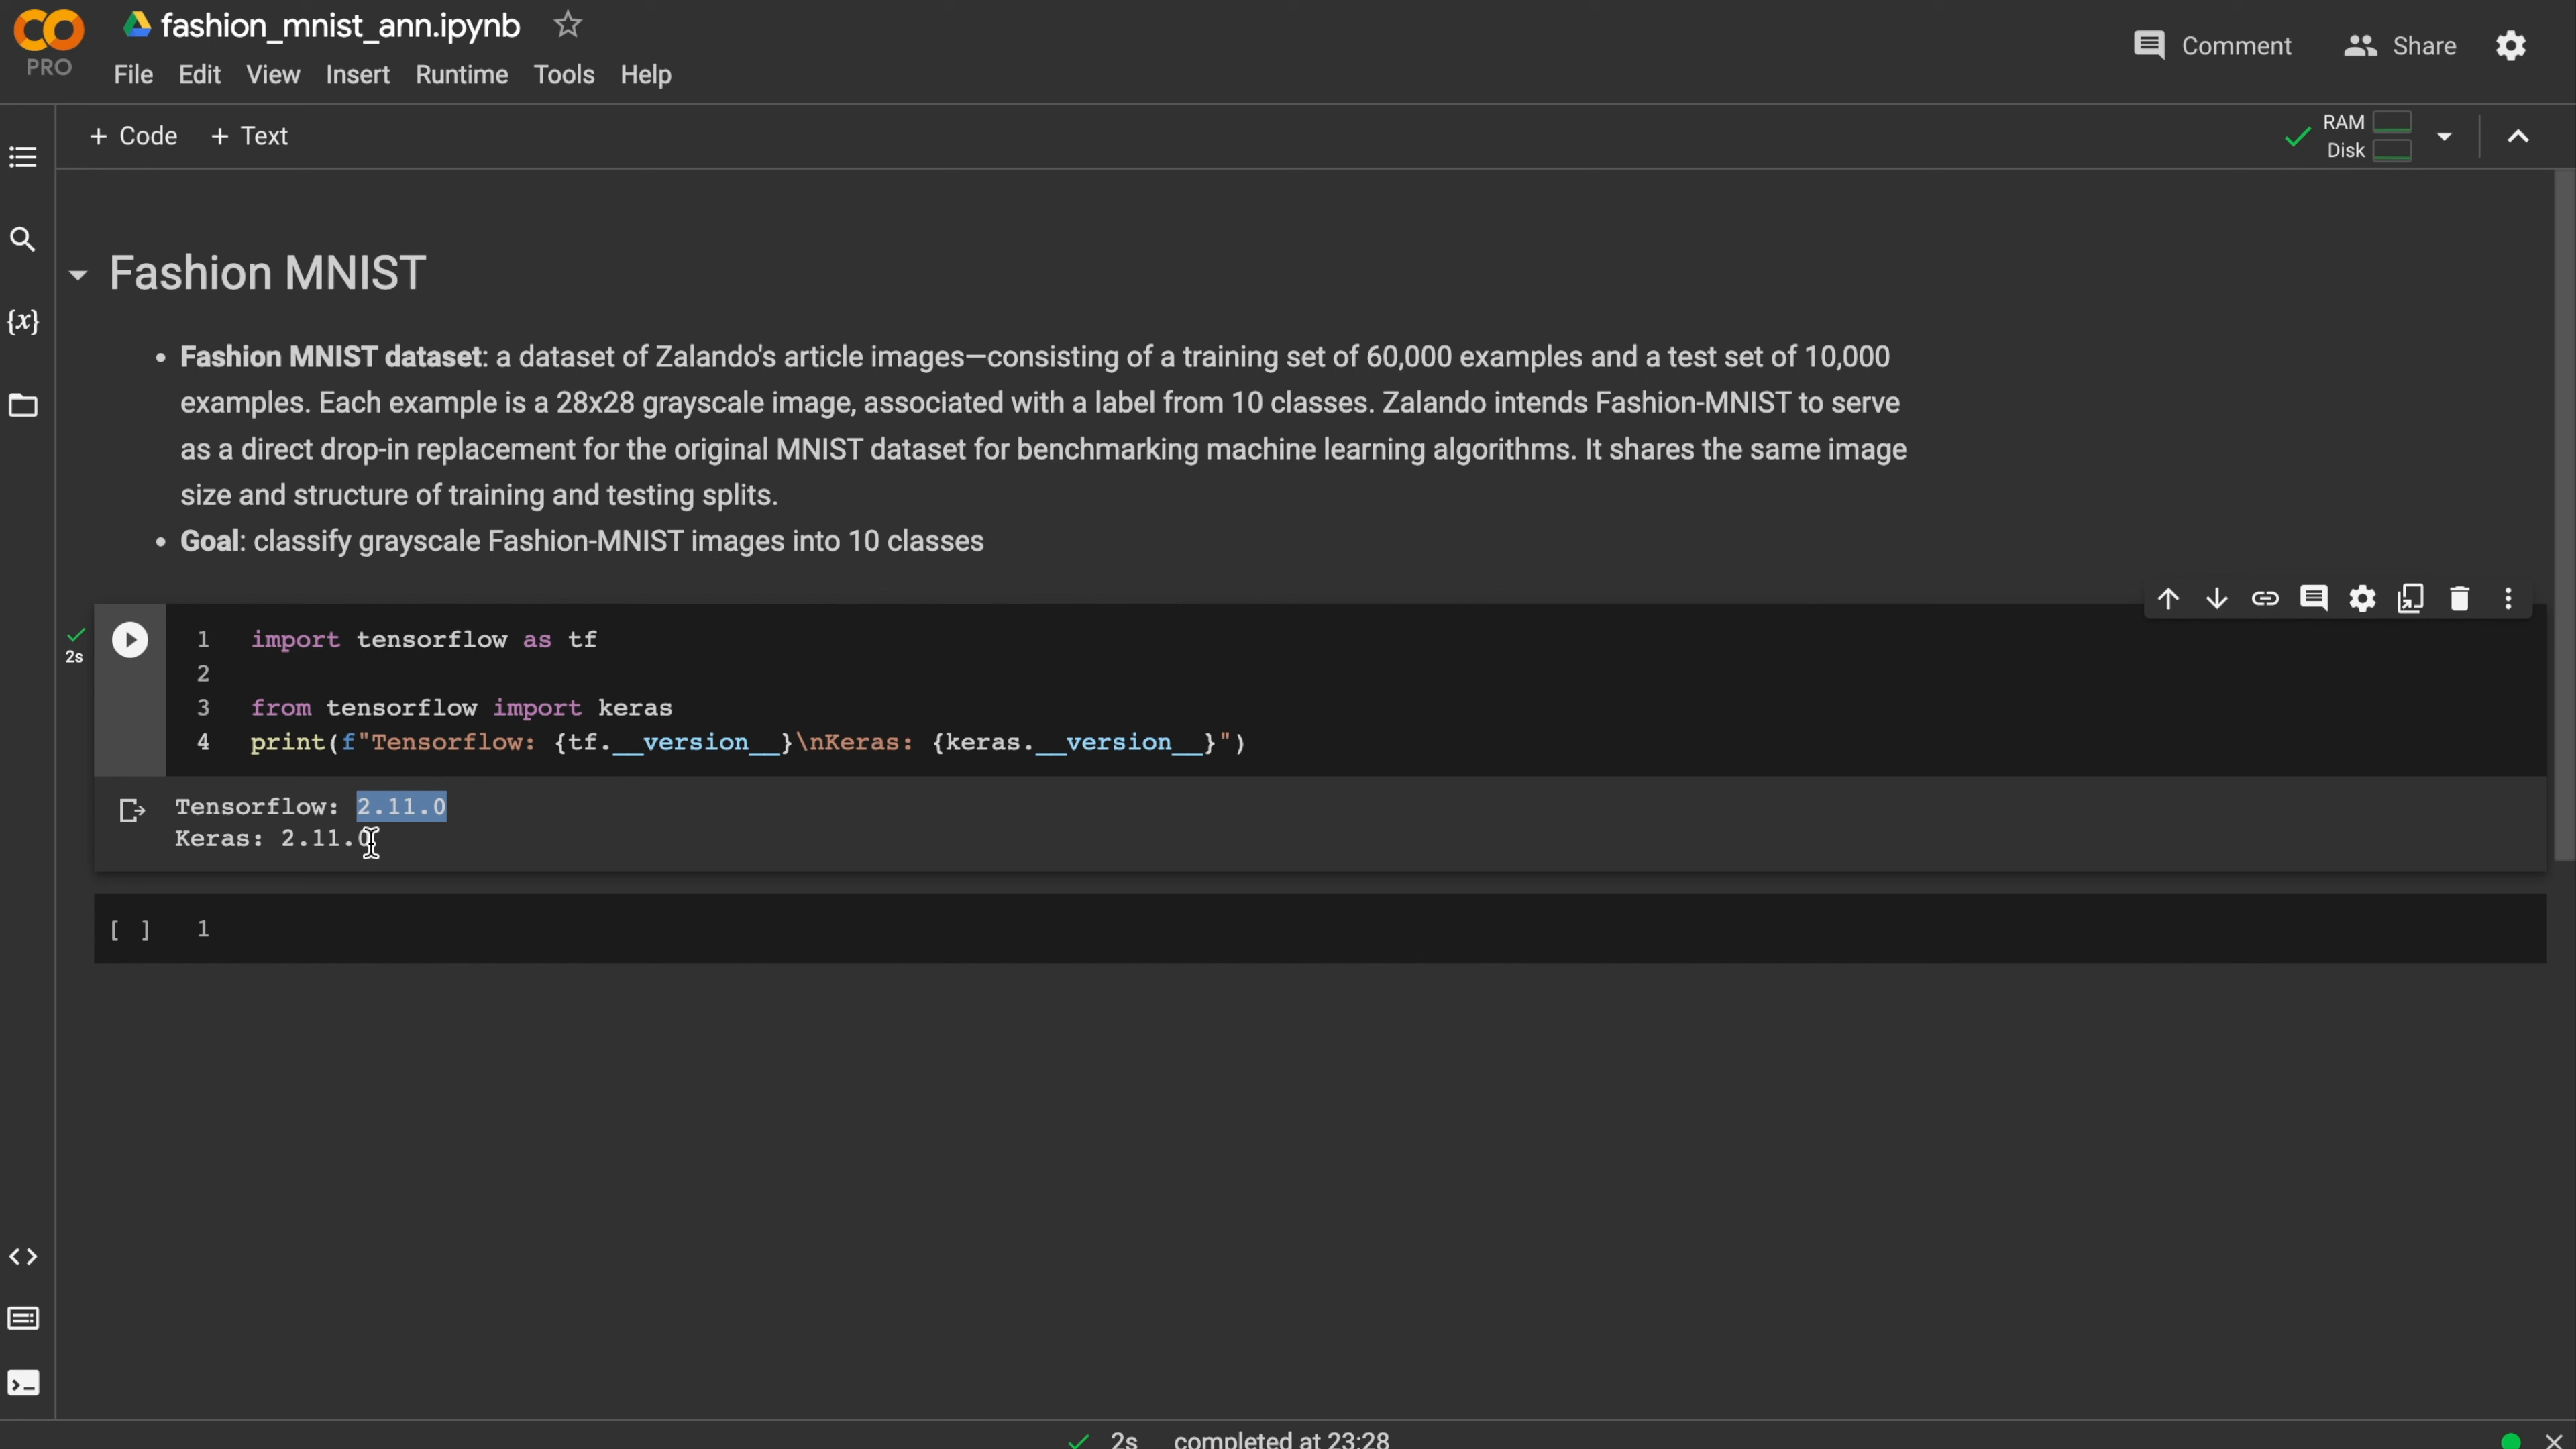 fashion_mnist_ann.ipynb
PRO
File Edit View Insert Runtime Tools Help
Comment Share
+ Code + Text
RAM
Disk
Fashion MNIST
• Fashion MNIST dataset: a dataset of Zalando's article images—consisting of a training set of 60,000 examples and a test set of 10,000
examples. Each example is a 28x28 grayscale image, associated with a label from 10 classes. Zalando intends Fashion-MNIST to serve
as a direct drop-in replacement for the original MNIST dataset for benchmarking machine learning algorithms. It shares the same image
size and structure of training and testing splits.
• Goal: classify grayscale Fashion-MNIST images into 10 classes
2s
1 import tensorflow as tf
2
3 from tensorflow import keras
4 print(f"Tensorflow: {tf.__version__}\nKeras: {keras.__version__}")
Tensorflow: 2.11.0
Keras: 2.11.0
[ ] 1
2s completed at 23:28